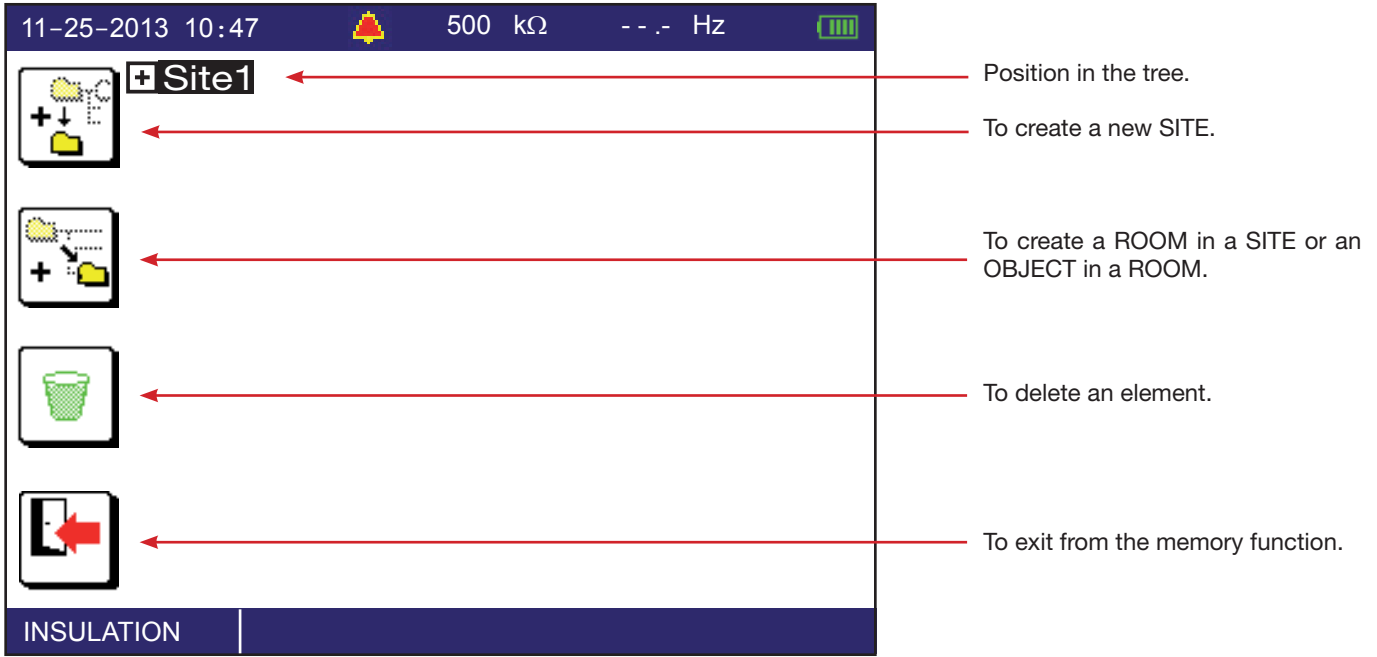 11-25-2013 10:47 500 kΩ - - .- Hz
+ Site1
Position in the tree.
To create a new SITE.
To create a ROOM in a SITE or an
OBJECT in a ROOM.
To delete an element.
To exit from the memory function.
INSULATION